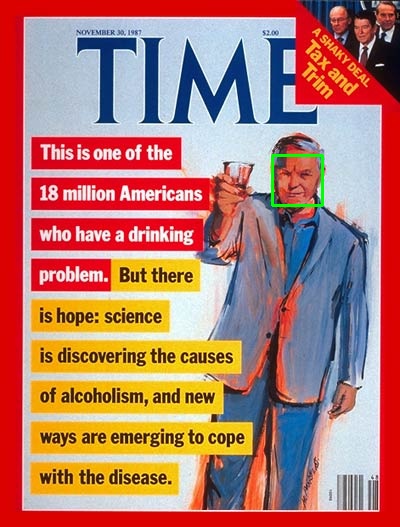 NOVEMBER 30, 1987
$2.00
TIME
A SHAKY DEAL
Tax and
Trim
This is one of the
18 million Americans
who have a drinking
problem. But there
is hope: science
is discovering the causes
of alcoholism, and new
ways are emerging to cope
with the disease.
48